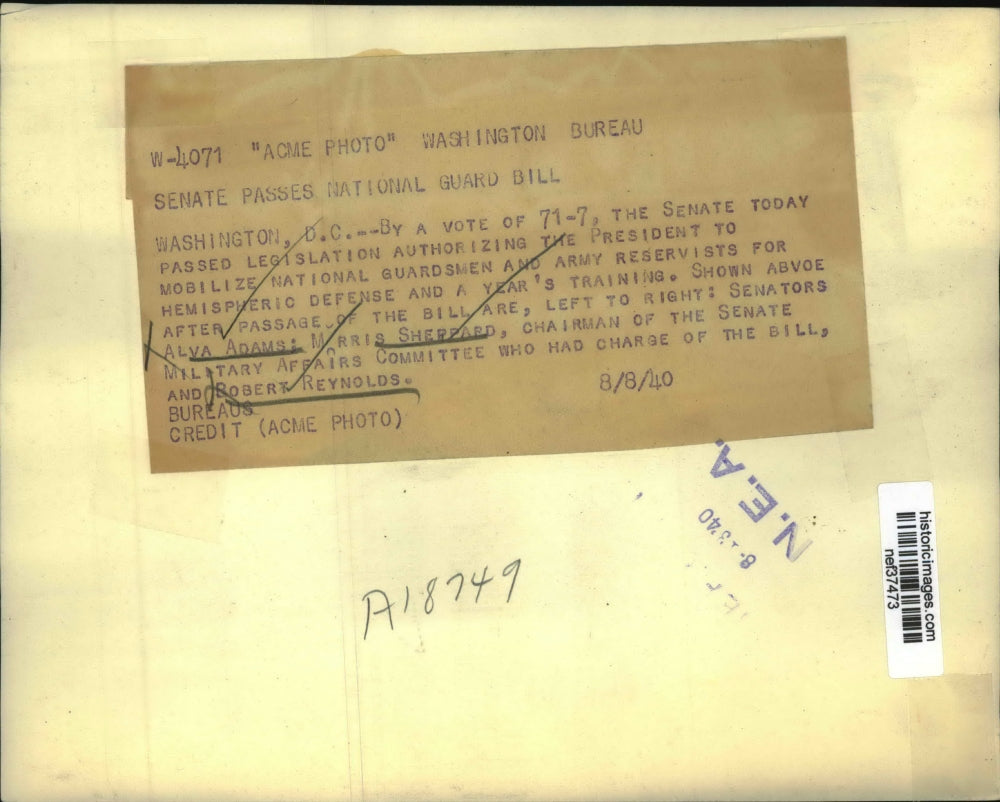 W-4071 "ACME PHOTO" WASHINGTON BUREAU
SENATE PASSES NATIONAL GUARD BILL
WASHINGTON, D.C.--BY A VOTE OF 71-7, THE SENATE TODAY
PASSED LEGISLATION AUTHORIZING THE PRESIDENT TO
MOBILIZE NATIONAL GUARDSMEN AND ARMY RESERVISTS FOR
HEMISPHERIC DEFENSE AND A YEAR'S TRAINING. SHOWN ABVOE
AFTER PASSAGE OF THE BILL ARE, LEFT TO RIGHT: SENATORS
ALVA ADAMS; MORRIS SHEPPARD, CHAIRMAN OF THE SENATE
MILITARY AFFAIRS COMMITTEE WHO HAD CHARGE OF THE BILL,
AND ROBERT REYNOLDS.
BUREAUS 8/8/40
CREDIT (ACME PHOTO)
N.E.A.
A18749
historicimages.com
nef37473